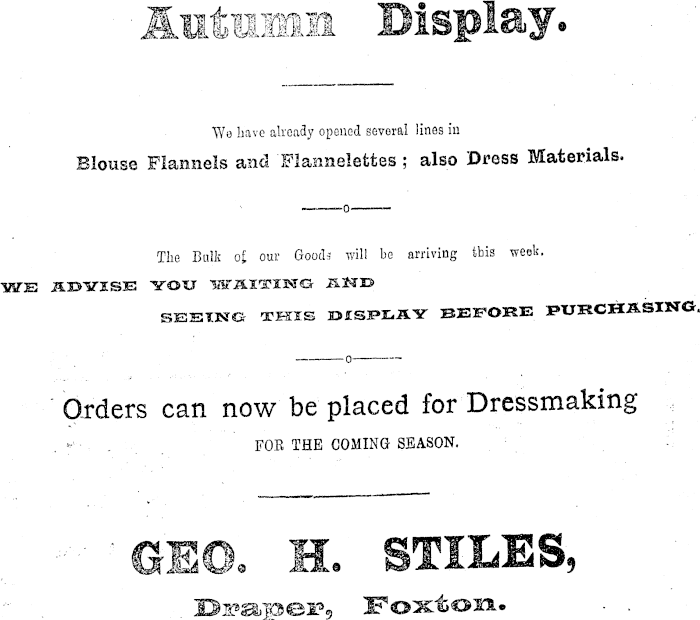 Autumn Display.
We have already opened several lines in
Blouse Flannels and Flannelettes; also Dress Materials.
The Bulk of our Goods will be arriving this week.
WE ADVISE YOU WAITING AND
SEEING THIS DISPLAY BEFORE PURCHASING.
Orders can now be placed for Dressmaking
FOR THE COMING SEASON.
GEO. H. STILES,
Draper, Foxton.